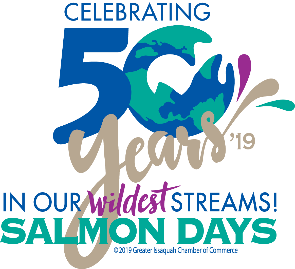 CELEBRATING
50
years '19
IN OUR wildest STREAMS!
SALMON DAYS
©2019 Greater Issaquah Chamber of Commerce